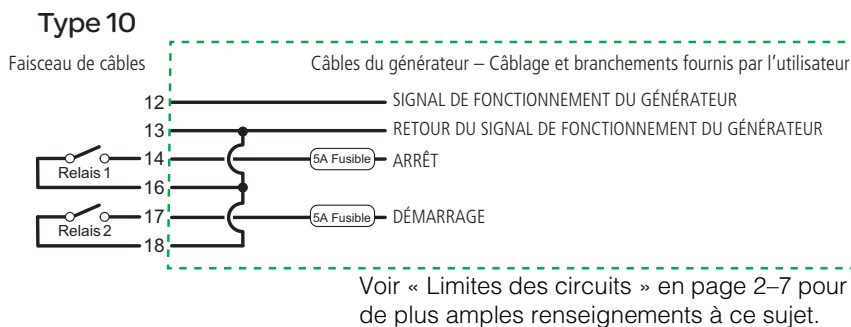 Type 10
Faisceau de câbles
Câbles du générateur – Câblage et branchements fournis par l'utilisateur
12 SIGNAL DE FONCTIONNEMENT DU GÉNÉRATEUR
13 RETOUR DU SIGNAL DE FONCTIONNEMENT DU GÉNÉRATEUR
14 5A Fusible ARRÊT
Relais 1
16
17 5A Fusible DÉMARRAGE
Relais 2
18
Voir « Limites des circuits » en page 2–7 pour
de plus amples renseignements à ce sujet.